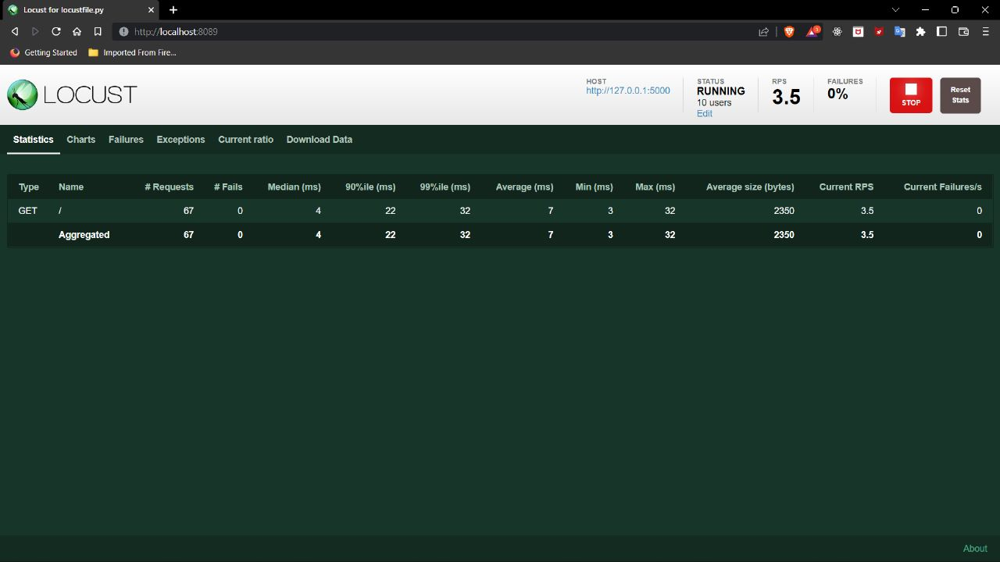 Locust for locustfile.py
http://localhost:8089
Getting Started Imported From Fire...
LOCUST
HOST
http://127.0.0.1:5000
STATUS
RUNNING
10 users
Edit
RPS
3.5
FAILURES
0%
STOP
Reset
Stats
Statistics Charts Failures Exceptions Current ratio Download Data
Type Name # Requests # Fails Median (ms) 90%ile (ms) 99%ile (ms) Average (ms) Min (ms) Max (ms) Average size (bytes) Current RPS Current Failures/s
GET / 67 0 4 22 32 7 3 32 2350 3.5 0
Aggregated 67 0 4 22 32 7 3 32 2350 3.5 0
About